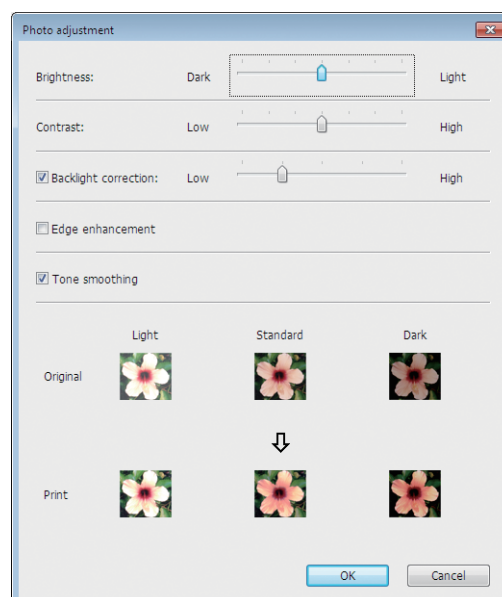 Photo adjustment
Brightness: Dark Light
Contrast: Low High
Backlight correction: Low High
Edge enhancement
Tone smoothing
Light Standard Dark
Original
Print
OK Cancel